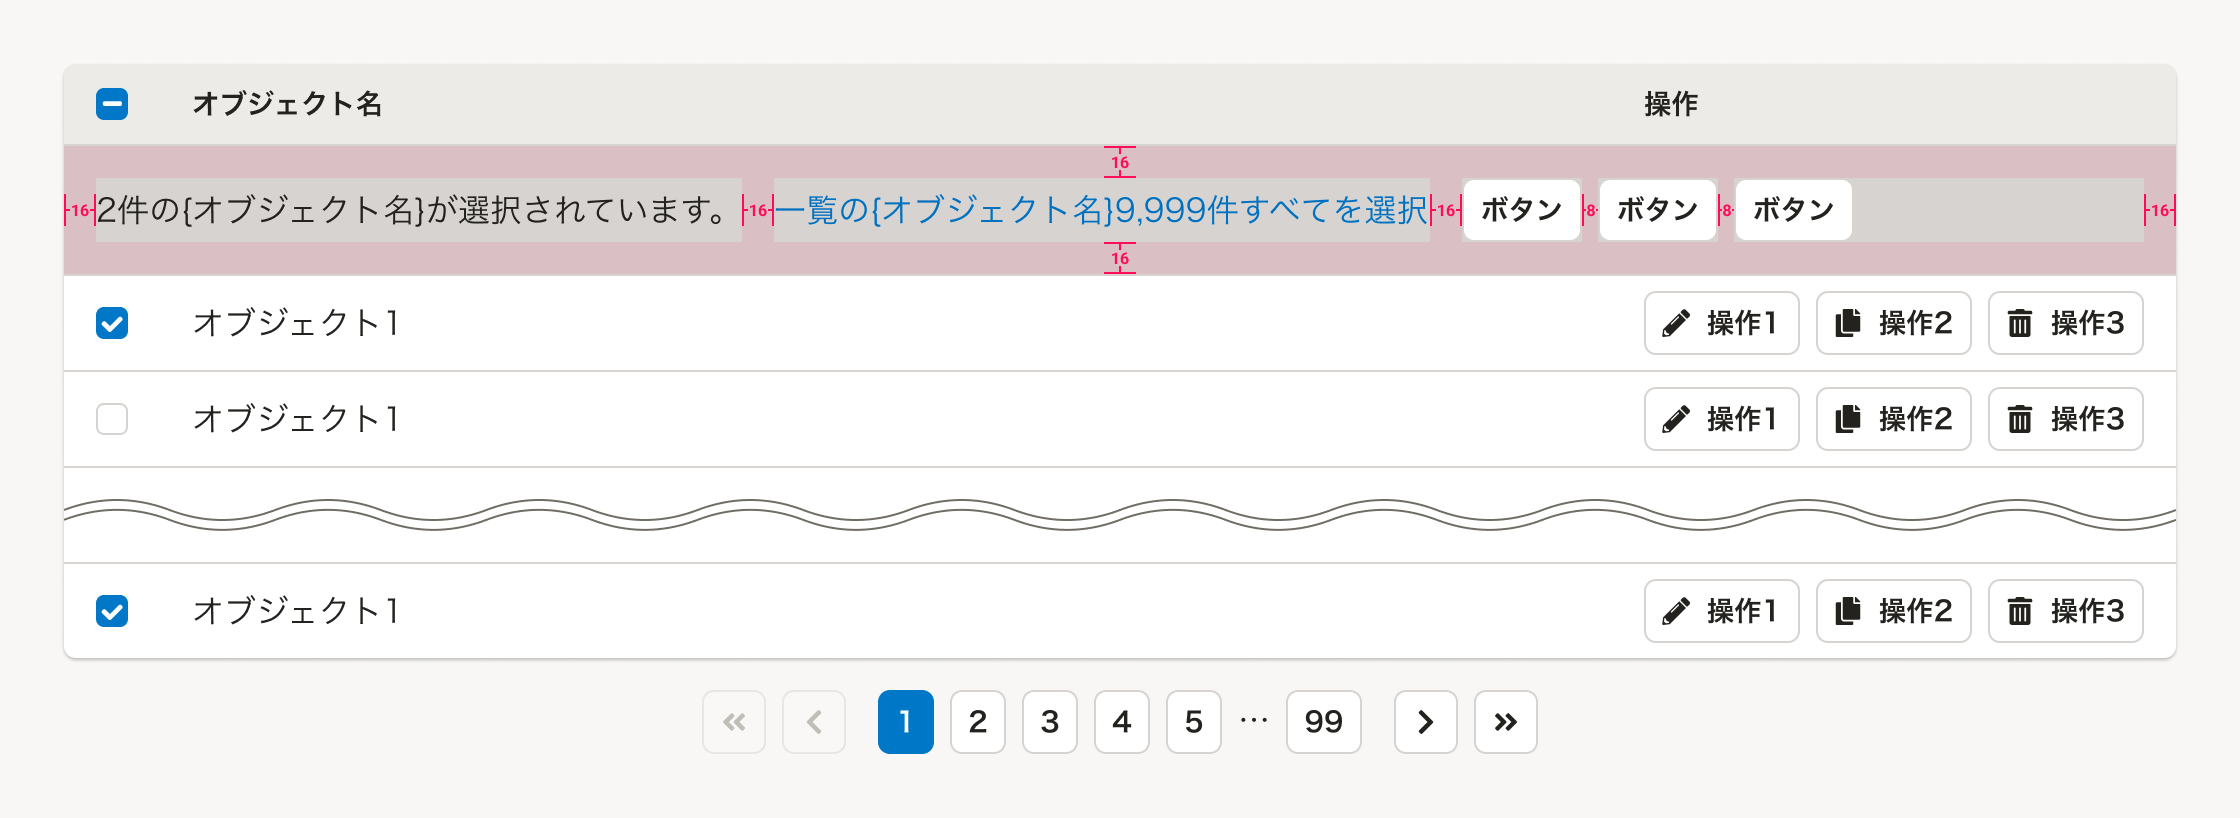 オブジェクト名 操作
16
16 2件の{オブジェクト名}が選択されています。 16 一覧の{オブジェクト名}9,999件すべてを選択 16 ボタン 8 ボタン 8 ボタン 16
16
オブジェクト1 操作1 操作2 操作3
オブジェクト1 操作1 操作2 操作3
オブジェクト1 操作1 操作2 操作3
« ‹ 1 2 3 4 5 … 99 › »